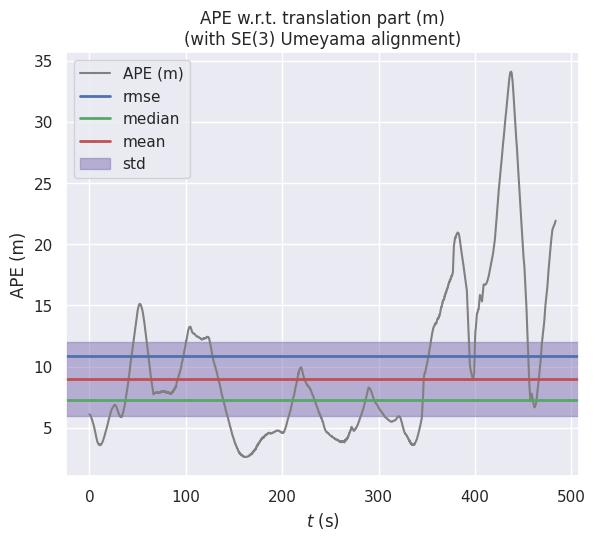 APE w.r.t. translation part (m)
(with SE(3) Umeyama alignment)
APE (m)
rmse
median
mean
std
35
30
25
20
15
10
5
APE (m)
0
100
200
300
400
500
t (s)